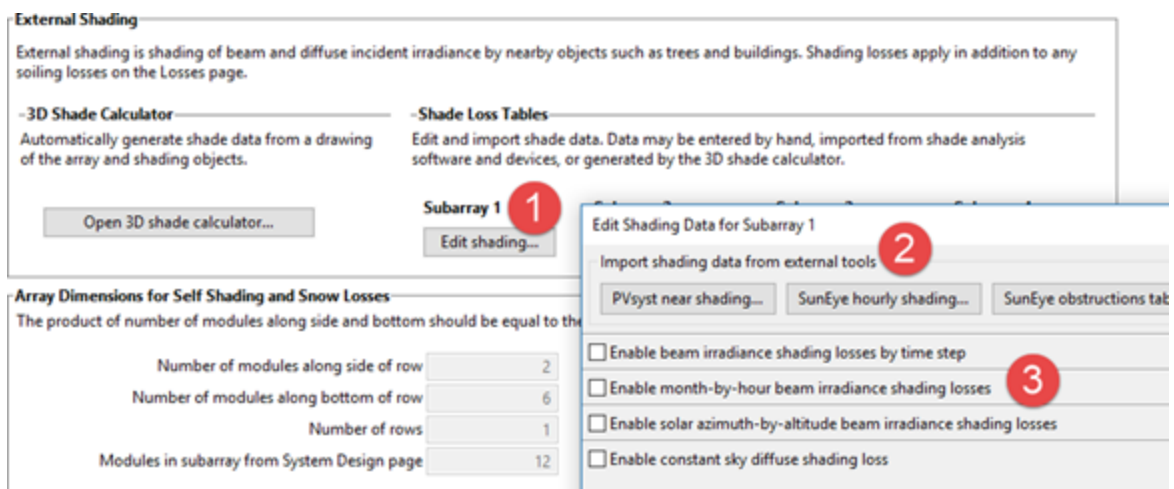 External Shading
External shading is shading of beam and diffuse incident irradiance by nearby objects such as trees and buildings. Shading losses apply in addition to any
soiling losses on the Losses page.
-3D Shade Calculator
Automatically generate shade data from a drawing
of the array and shading objects.
Open 3D shade calculator...
-Shade Loss Tables
Edit and import shade data. Data may be entered by hand, imported from shade analysis
software and devices, or generated by the 3D shade calculator.
Subarray 1
1
Edit shading...
Edit Shading Data for Subarray 1
2
Import shading data from external tools
PVsyst near shading... SunEye hourly shading... SunEye obstructions tab
Enable beam irradiance shading losses by time step
Enable month-by-hour beam irradiance shading losses
3
Enable solar azimuth-by-altitude beam irradiance shading losses
Enable constant sky diffuse shading loss
Array Dimensions for Self Shading and Snow Losses
The product of number of modules along side and bottom should be equal to the
Number of modules along side of row 2
Number of modules along bottom of row 6
Number of rows 1
Modules in subarray from System Design page 12